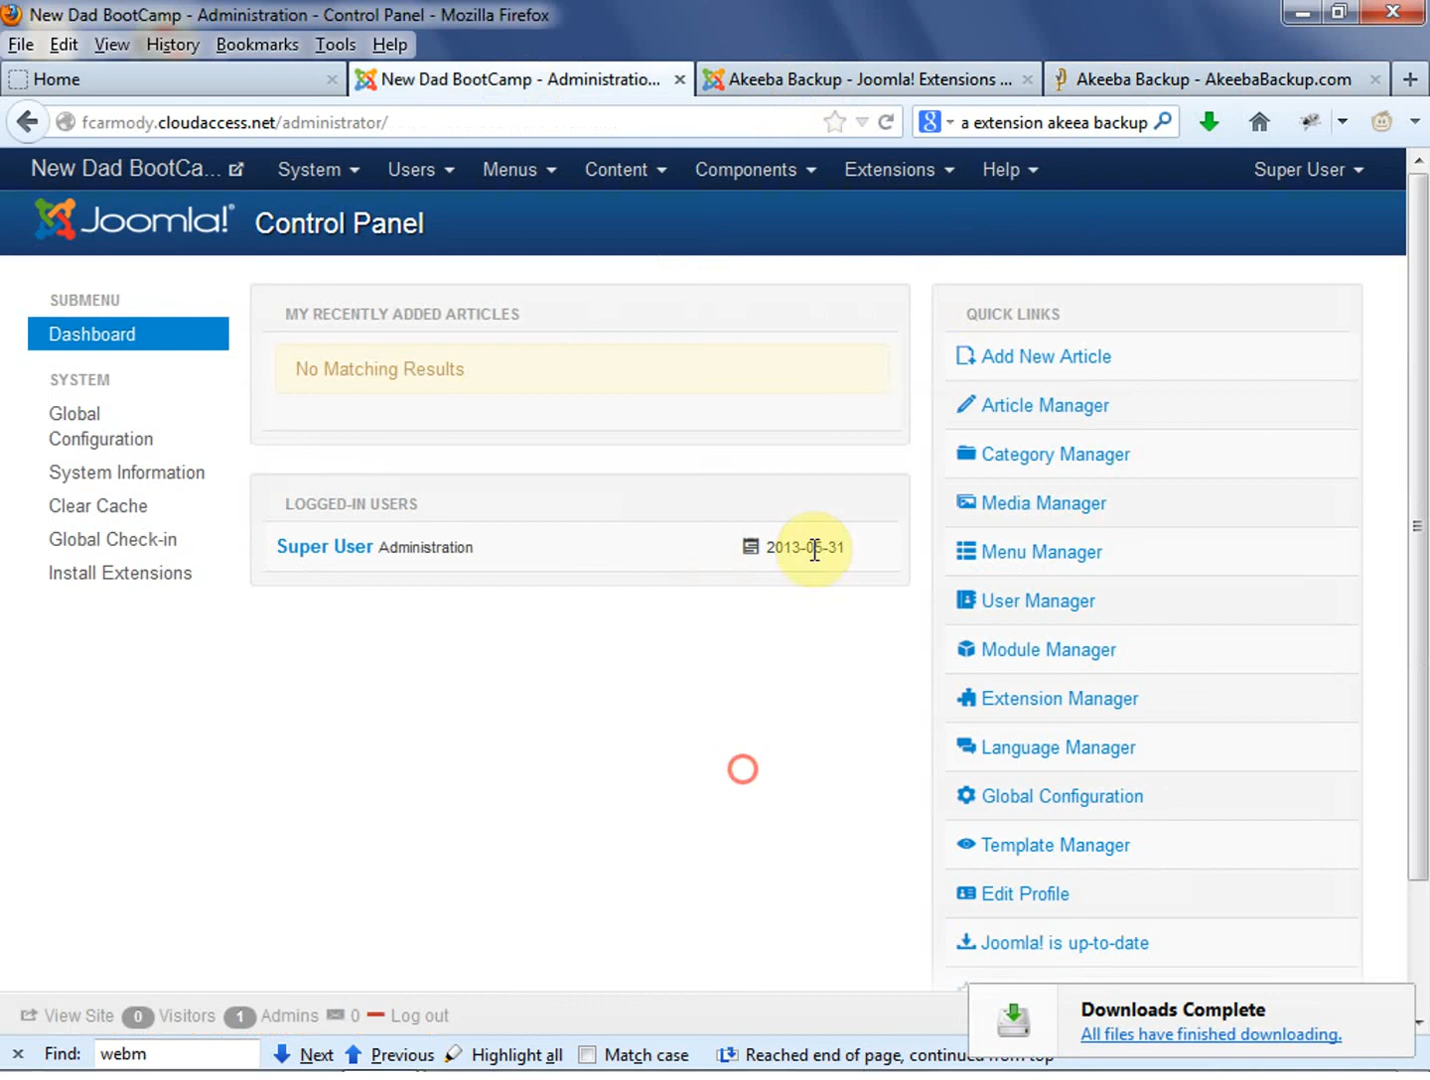 New Dad BootCamp - Administration - Control Panel - Mozilla Firefox
File Edit View History Bookmarks Tools Help
Home
New Dad BootCamp - Administratio...
Akeeba Backup - Joomla! Extensions ...
Akeeba Backup - AkeebaBackup.com
fcarmody.cloudaccess.net/administrator/
a extension akeea backup
New Dad BootCa... System Users Menus Content Components Extensions Help Super User
Joomla! Control Panel
SUBMENU
Dashboard
SYSTEM
Global
Configuration
System Information
Clear Cache
Global Check-in
Install Extensions
MY RECENTLY ADDED ARTICLES
No Matching Results
LOGGED-IN USERS
Super User Administration 2013-05-31
QUICK LINKS
Add New Article
Article Manager
Category Manager
Media Manager
Menu Manager
User Manager
Module Manager
Extension Manager
Language Manager
Global Configuration
Template Manager
Edit Profile
Joomla! is up-to-date
View Site 0 Visitors 1 Admins 0 Log out
Downloads Complete
All files have finished downloading.
Find: webm Next Previous Highlight all Match case Reached end of page, continued from top